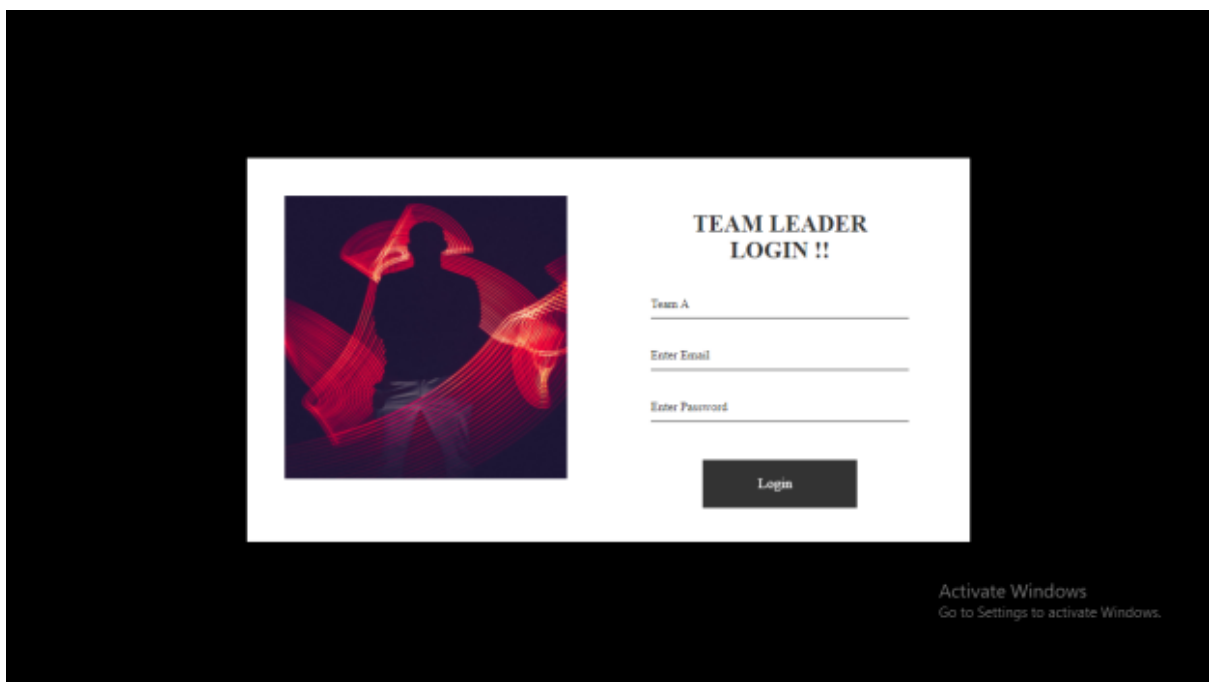 TEAM LEADER
LOGIN !!
Team A
Enter Email
Enter Password
Login
Activate Windows
Go to Settings to activate Windows.